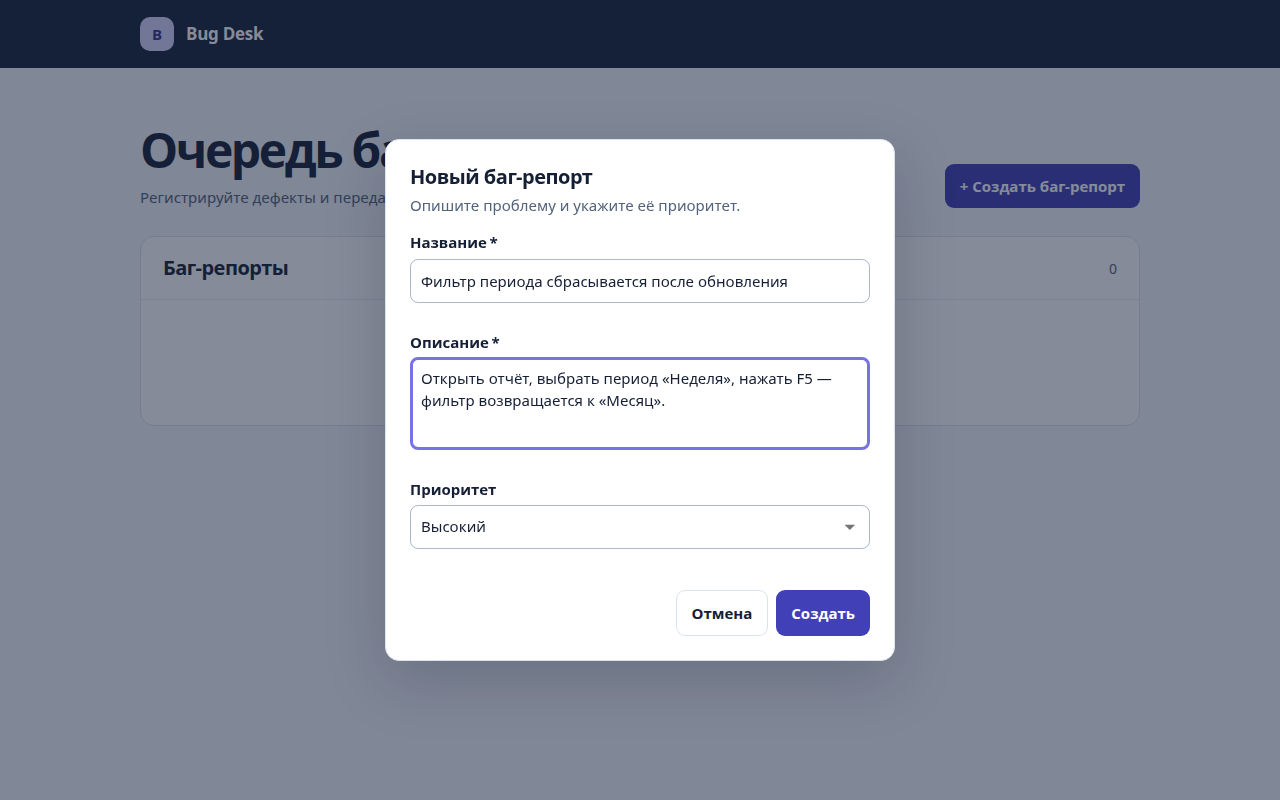 B
Bug Desk
Очередь
Регистрируйте дефекты и
+ Создать баг-репорт
Баг-репорты
0
Новый баг-репорт
Опишите проблему и укажите её приоритет.
Название *
Фильтр периода сбрасывается после обновления
Описание *
Открыть отчёт, выбрать период «Неделя», нажать F5 —
фильтр возвращается к «Месяц».
Приоритет
Высокий
Отмена
Создать